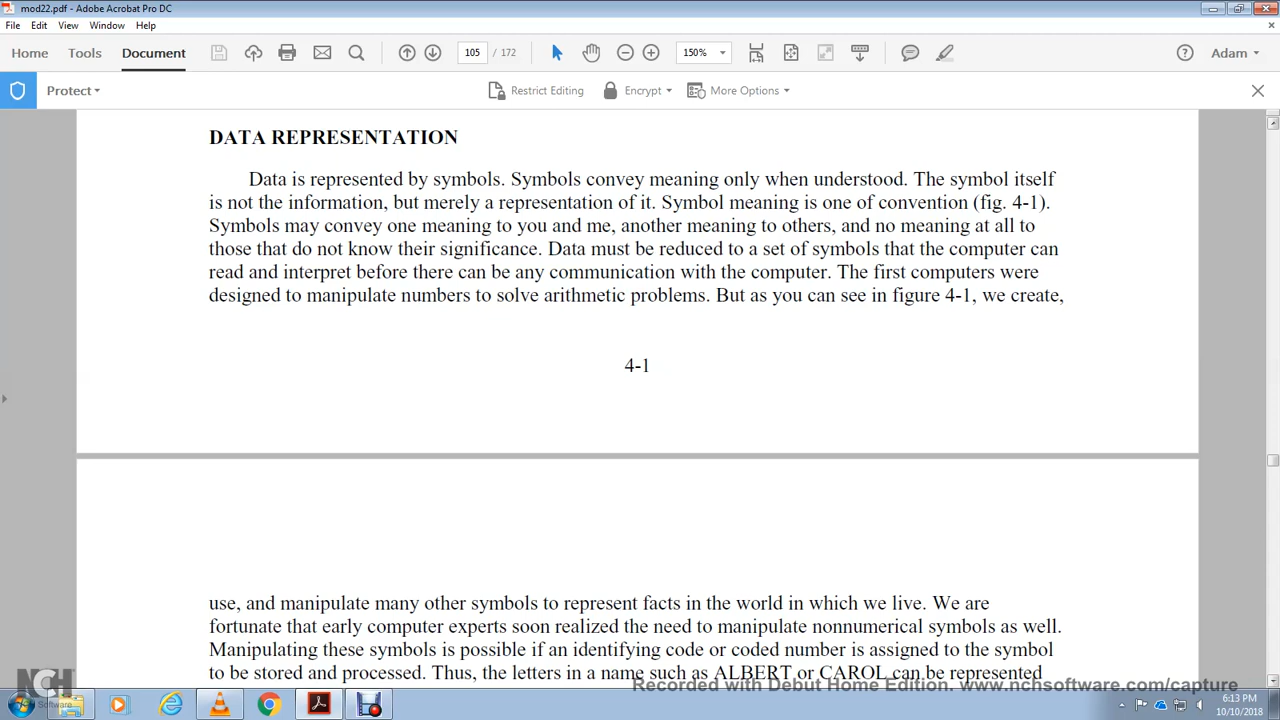 mod22.pdf - Adobe Acrobat Pro DC
File Edit View Window Help
Home Tools Document 105 / 172 150% Adam
Protect Restrict Editing Encrypt More Options
DATA REPRESENTATION
Data is represented by symbols. Symbols convey meaning only when understood. The symbol itself
is not the information, but merely a representation of it. Symbol meaning is one of convention (fig. 4-1).
Symbols may convey one meaning to you and me, another meaning to others, and no meaning at all to
those that do not know their significance. Data must be reduced to a set of symbols that the computer can
read and interpret before there can be any communication with the computer. The first computers were
designed to manipulate numbers to solve arithmetic problems. But as you can see in figure 4-1, we create,
4-1
use, and manipulate many other symbols to represent facts in the world in which we live. We are
fortunate that early computer experts soon realized the need to manipulate nonnumerical symbols as well.
Manipulating these symbols is possible if an identifying code or coded number is assigned to the symbol
to be stored and processed. Thus, the letters in a name such as ALBERT or CAROL can be represented
Recorded with Debut Home Edition. www.nchsoftware.com/capture
NCH
NCH Software
6:13 PM
10/10/2018